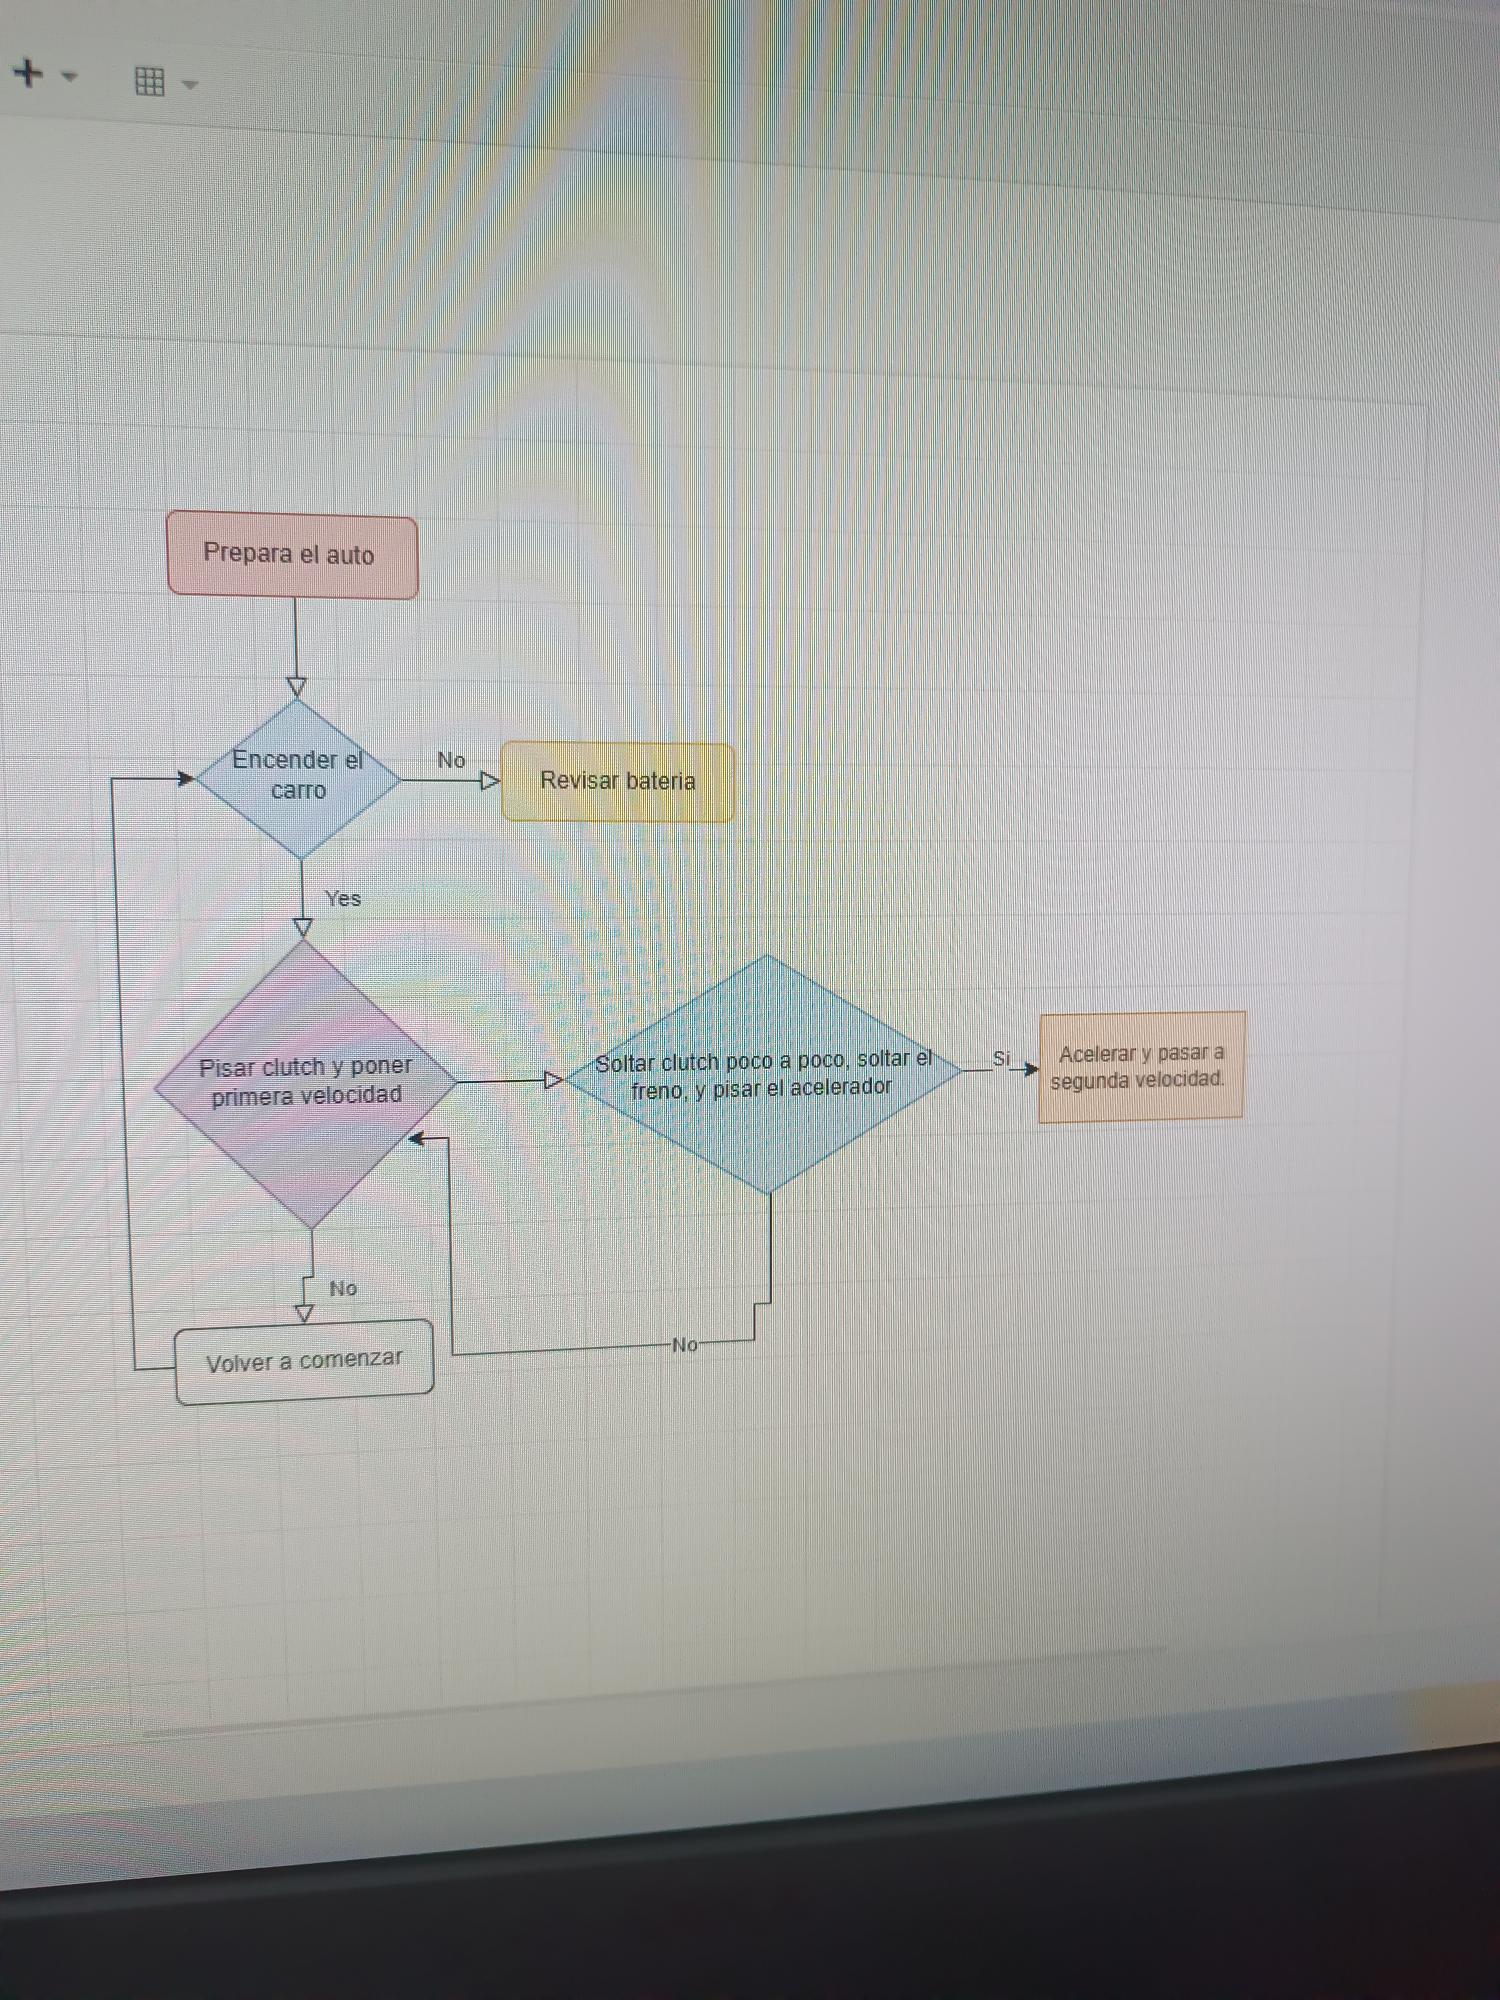 Prepara el auto
Encender el
carro
No
Revisar bateria
Yes
Pisar clutch y poner
primera velocidad
Soltar clutch poco a poco, soltar el
freno, y pisar el acelerador
Si
Acelerar y pasar a
segunda velocidad.
No
No
Volver a comenzar